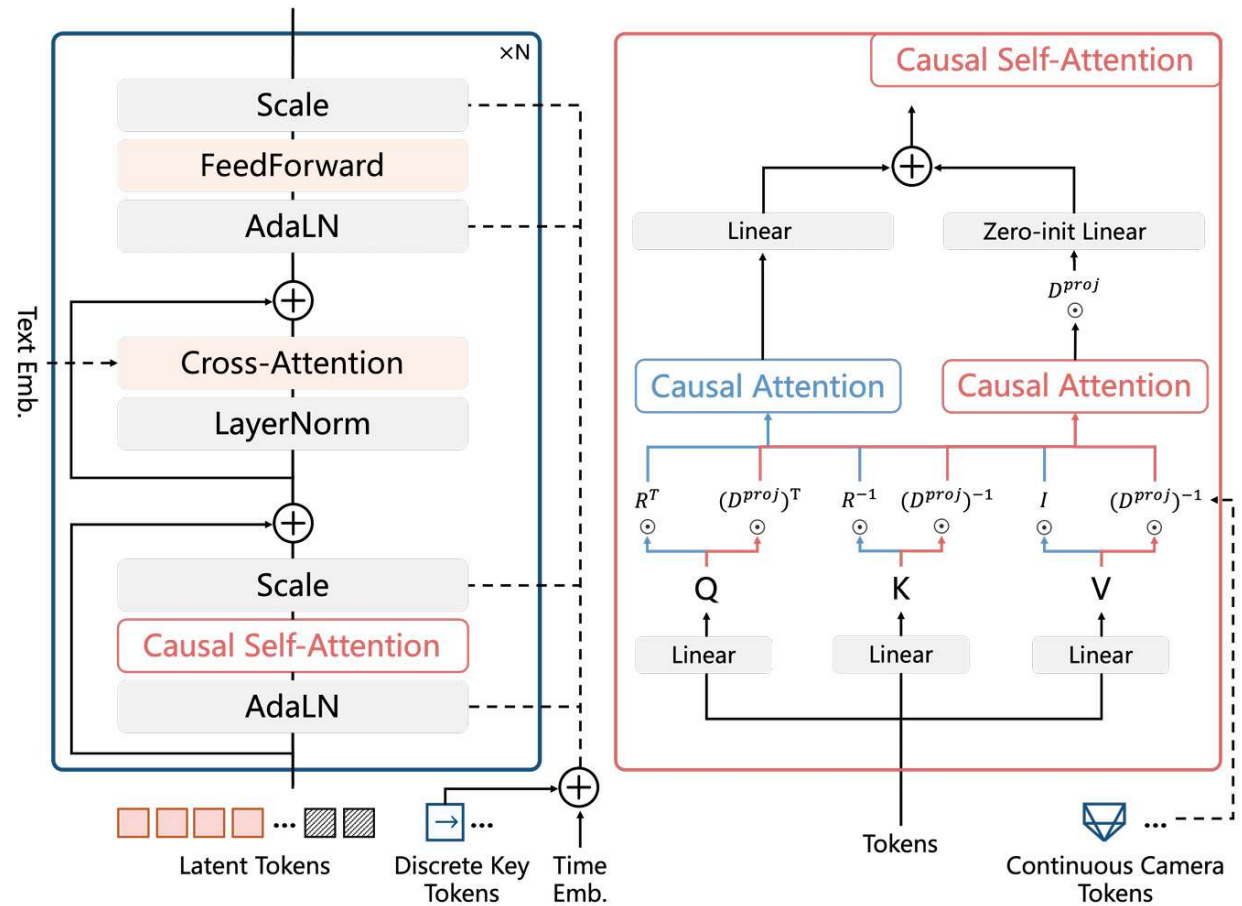 ×N
Scale
FeedForward
AdaLN
Text Emb.
Cross-Attention
LayerNorm
Scale
Causal Self-Attention
AdaLN
Latent Tokens
Discrete Key
Tokens
Time
Emb.
Causal Self-Attention
Linear
Zero-init Linear
D^{proj}
Causal Attention
Causal Attention
R^T
(D^{proj})^T
R^{-1}
(D^{proj})^{-1}
I
(D^{proj})^{-1}
Q
K
V
Linear
Linear
Linear
Tokens
Continuous Camera
Tokens